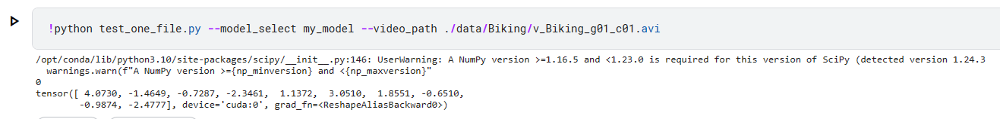 !python test_one_file.py --model_select my_model --video_path ./data/Biking/v_Biking_g01_c01.avi
/opt/conda/lib/python3.10/site-packages/scipy/__init__.py:146: UserWarning: A NumPy version >=1.16.5 and <1.23.0 is required for this version of SciPy (detected version 1.24.3
  warnings.warn(f"A NumPy version >={np_minversion} and <{np_maxversion}"
0
tensor([ 4.0730, -1.4649, -0.7287, -2.3461,  1.1372,  3.0510,  1.8551, -0.6510,
        -0.9874, -2.4777], device='cuda:0', grad_fn=<ReshapeAliasBackward0>)